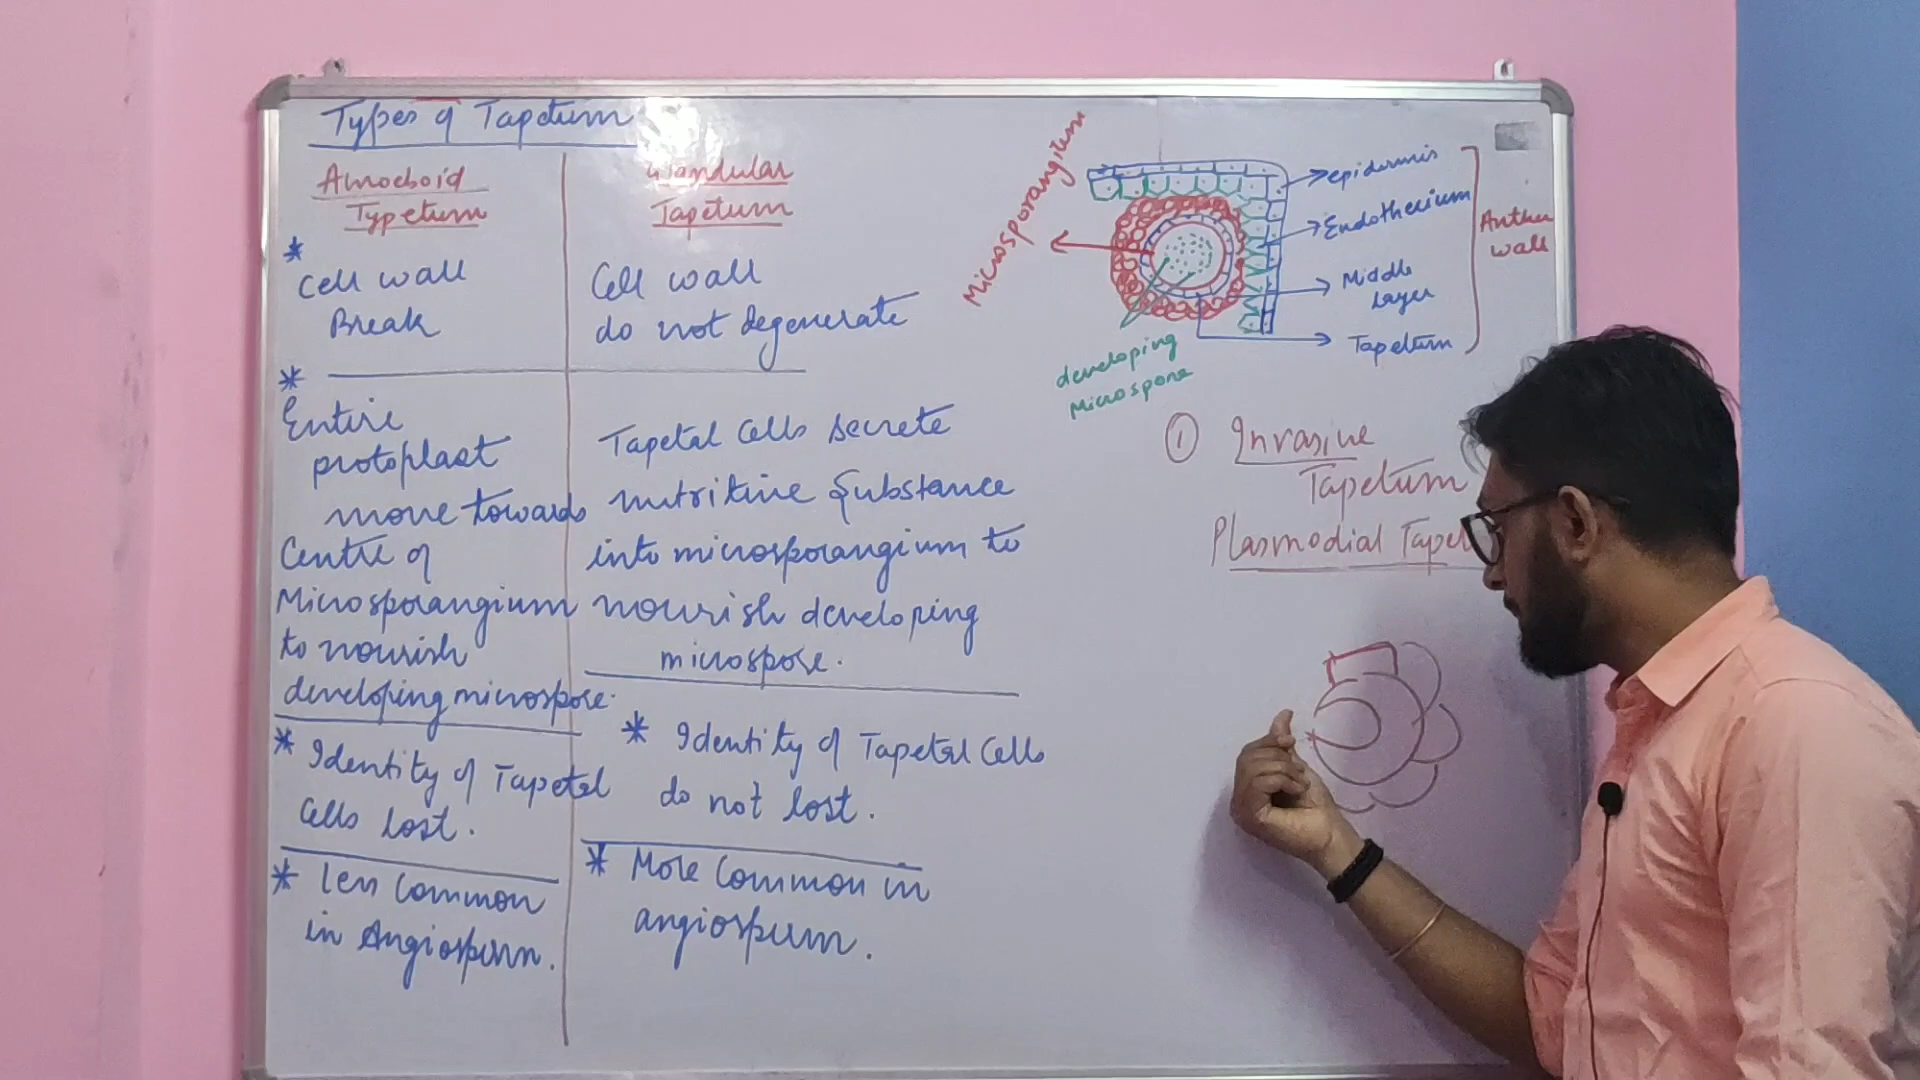 Types of Tapetum
Amoeboid
Typetum
* Cell wall
Break
* Entire
protoplast
move towards
Centre of
Microsporangium
to nourish
developing microspore.
* Identity of Tapetal
Cells lost.
* Less Common
in Angiosperm.
Glandular
Tapetum
Cell wall
do not degenerate
Tapetal Cells secrete
nutritive Substance
into microsporangium to
nourish developing
microspore.
* Identity of Tapetal Cells
do not lost.
* More Common in
angiosperm.
Microsporangium
developing
Microspore
epidermis
Endothecium
Middle
Layer
Tapetum
Anther
wall
① Invasive
Tapetum
Plasmodial